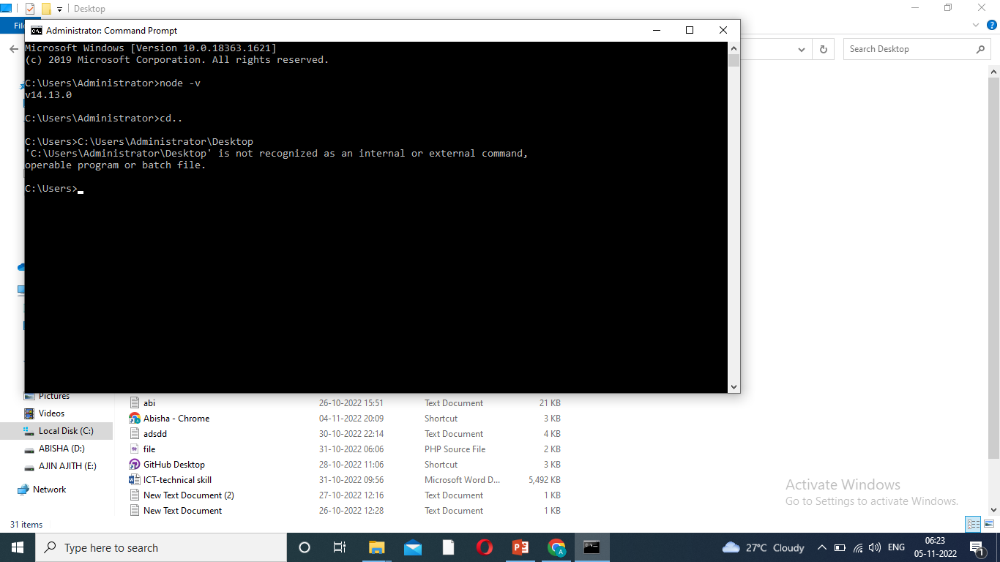 Desktop
Fil
Administrator: Command Prompt
Search Desktop
Microsoft Windows [Version 10.0.18363.1621]
(c) 2019 Microsoft Corporation. All rights reserved.
C:\Users\Administrator>node -v
v14.13.0
C:\Users\Administrator>cd..
C:\Users>C:\Users\Administrator\Desktop
'C:\Users\Administrator\Desktop' is not recognized as an internal or external command,
operable program or batch file.
C:\Users>
Pictures
Videos
Local Disk (C:)
ABISHA (D:)
AJIN AJITH (E:)
Network
abi 26-10-2022 15:51 Text Document 21 KB
Abisha - Chrome 04-11-2022 20:09 Shortcut 3 KB
adsdd 30-10-2022 22:14 Text Document 4 KB
file 31-10-2022 06:06 PHP Source File 2 KB
GitHub Desktop 28-10-2022 11:06 Shortcut 3 KB
ICT-technical skill 31-10-2022 09:56 Microsoft Word D... 5,492 KB
New Text Document (2) 27-10-2022 12:16 Text Document 1 KB
New Text Document 26-10-2022 12:28 Text Document 1 KB
Activate Windows
Go to Settings to activate Windows.
31 items
Type here to search
27°C Cloudy
ENG
06:23
05-11-2022
1